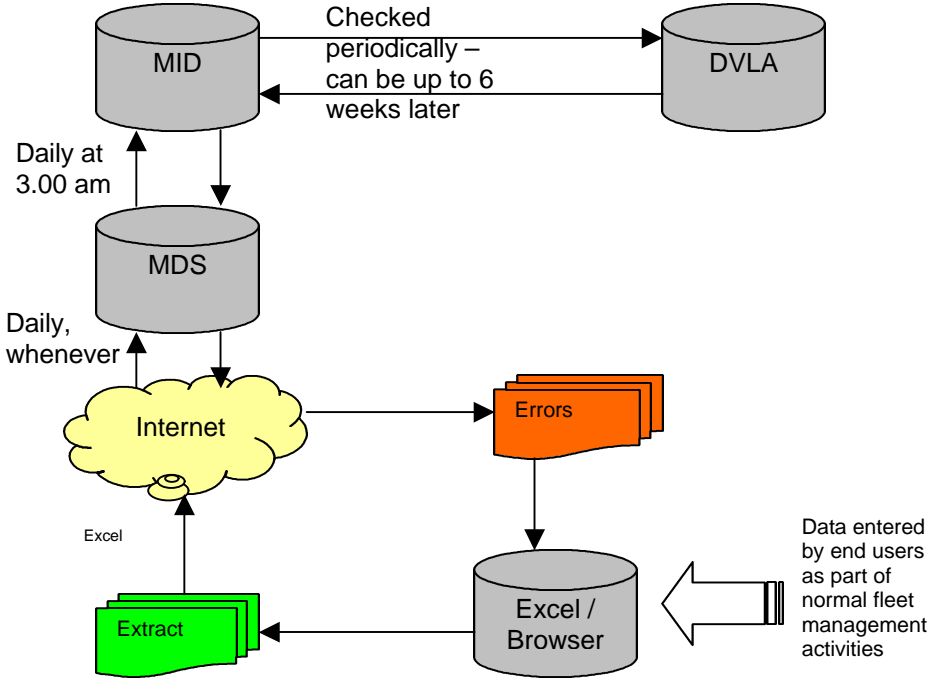 MID
Checked
periodically –
can be up to 6
weeks later
DVLA
Daily at
3.00 am
MDS
Daily,
whenever
Internet
Errors
Excel
Extract
Excel /
Browser
Data entered
by end users
as part of
normal fleet
management
activities